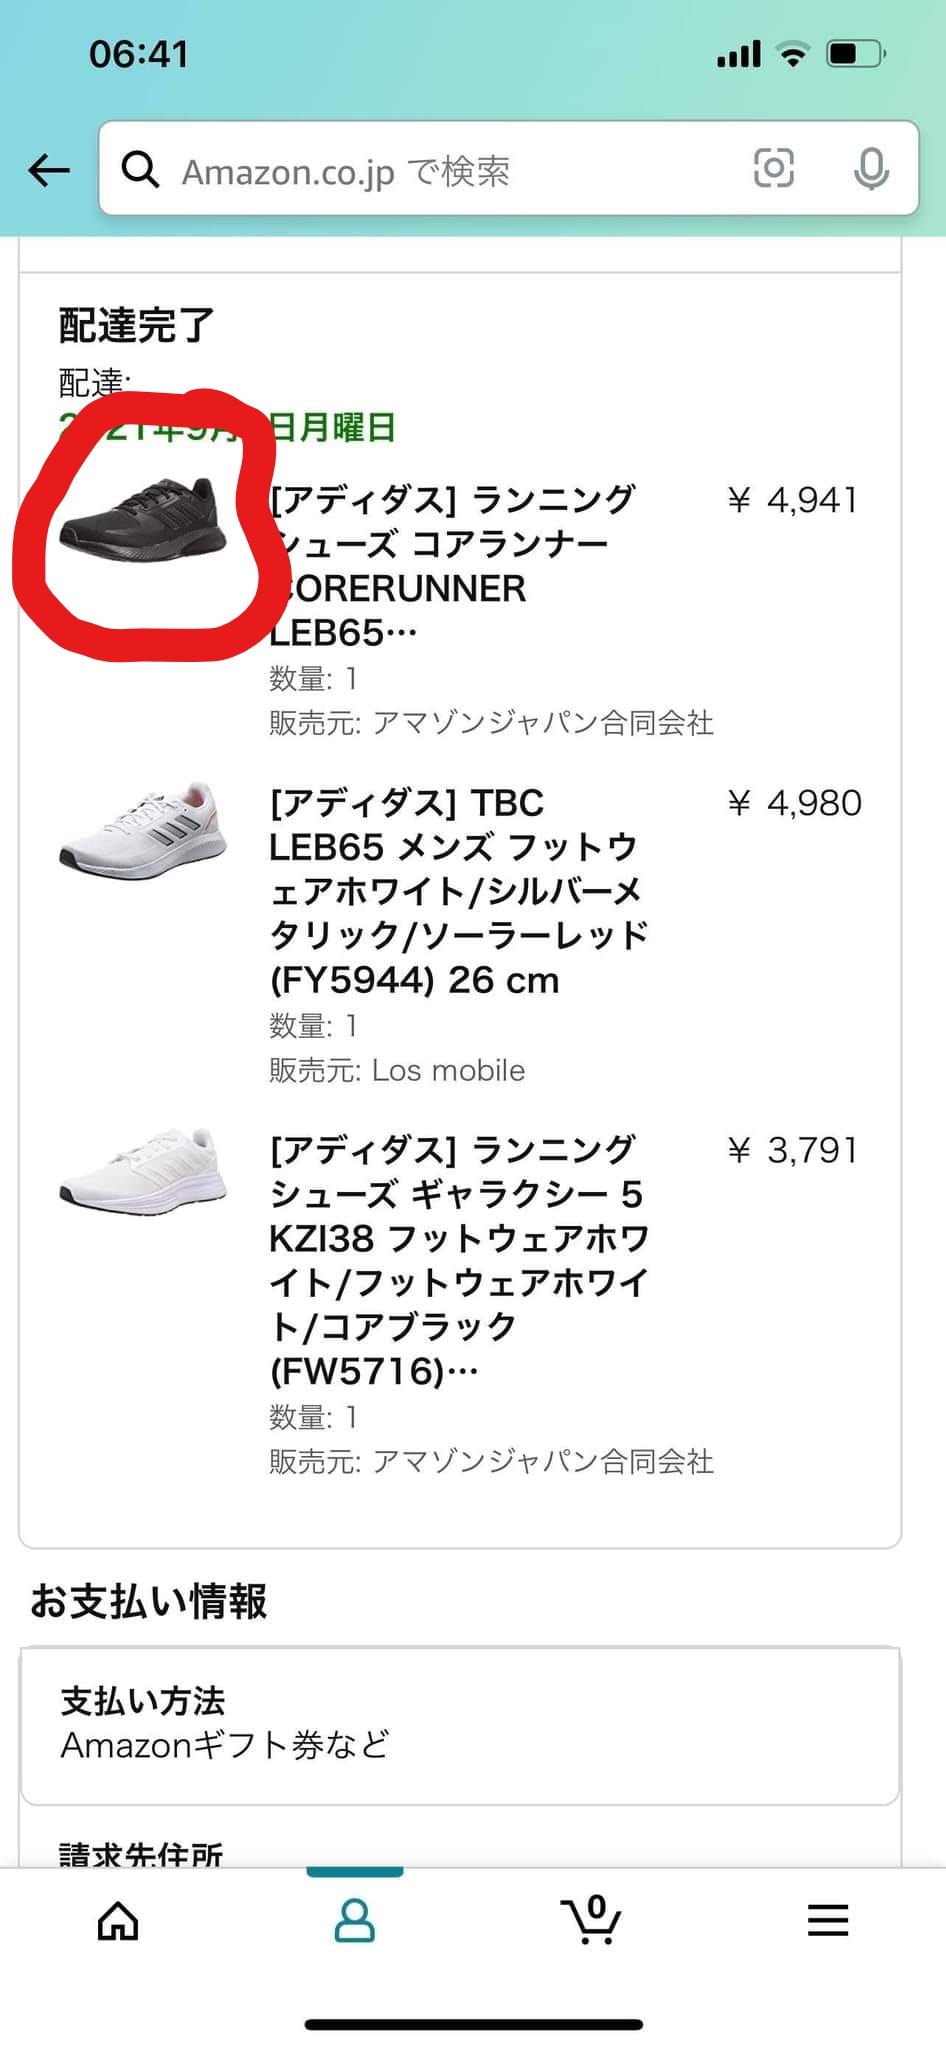 06:41
Amazon.co.jp で検索
配達完了
配達:
2021年9月 日月曜日
[アディダス] ランニング
シューズ コアランナー
CORERUNNER
LEB65…
¥ 4,941
数量: 1
販売元: アマゾンジャパン合同会社
[アディダス] TBC
LEB65 メンズ フットウ
ェアホワイト/シルバーメ
タリック/ソーラーレッド
(FY5944) 26 cm
¥ 4,980
数量: 1
販売元: Los mobile
[アディダス] ランニング
シューズ ギャラクシー 5
KZI38 フットウェアホワ
イト/フットウェアホワイ
ト/コアブラック
(FW5716)…
¥ 3,791
数量: 1
販売元: アマゾンジャパン合同会社
お支払い情報
支払い方法
Amazonギフト券など
請求先住所
0